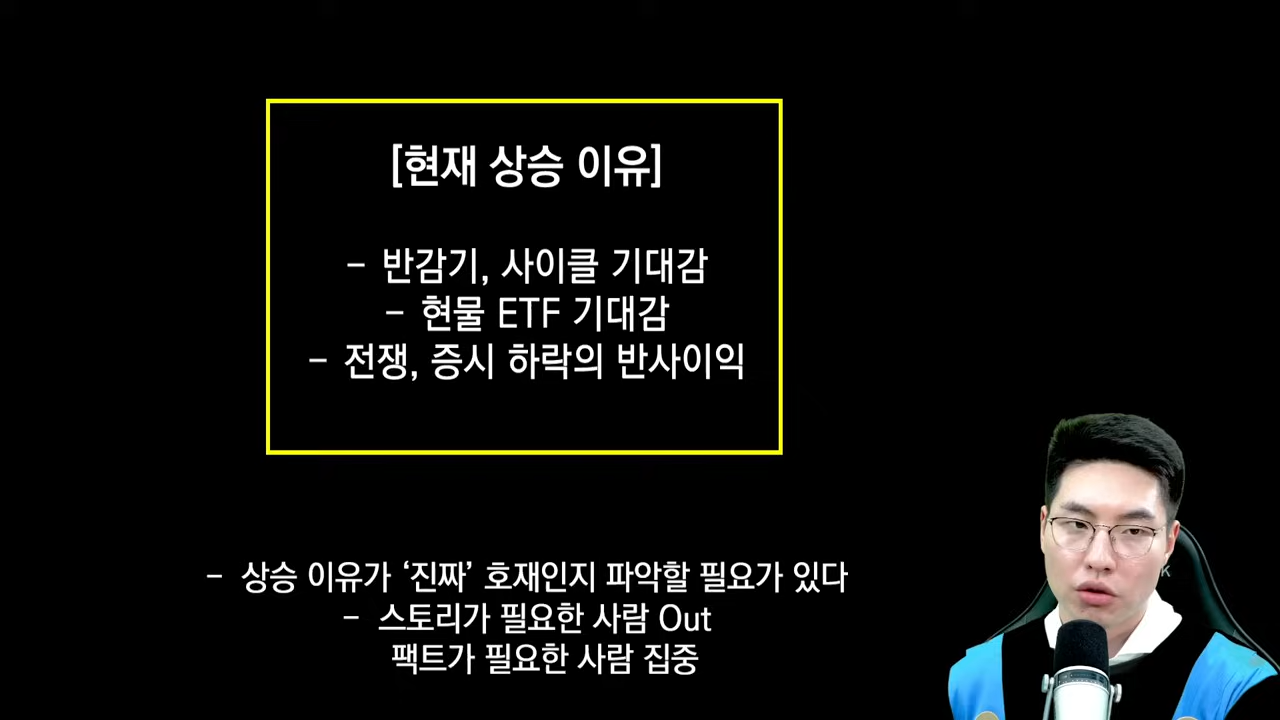 [현재 상승 이유]
- 반감기, 사이클 기대감
- 현물 ETF 기대감
- 전쟁, 증시 하락의 반사이익
- 상승 이유가 ‘진짜’ 호재인지 파악할 필요가 있다
- 스토리가 필요한 사람 Out
팩트가 필요한 사람 집중
K